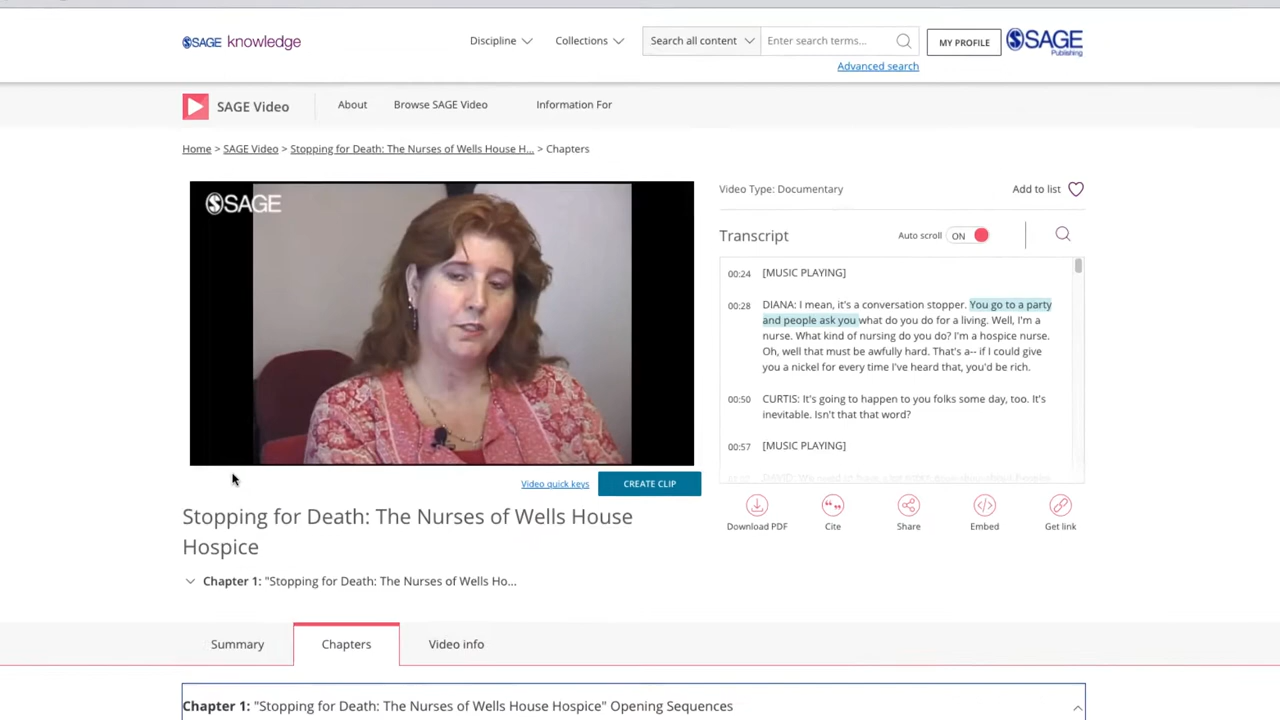 SAGE knowledge
Discipline
Collections
Search all content
Enter search terms...
MY PROFILE
SAGE
Publishing
Advanced search
SAGE Video
About
Browse SAGE Video
Information For
Home > SAGE Video > Stopping for Death: The Nurses of Wells House H... > Chapters
SAGE
Video Type: Documentary
Add to list
Transcript
Auto scroll
ON
00:24 [MUSIC PLAYING]
00:28 DIANA: I mean, it's a conversation stopper. You go to a party
and people ask you what do you do for a living. Well, I'm a
nurse. What kind of nursing do you do? I'm a hospice nurse.
Oh, well that must be awfully hard. That's a-- if I could give
you a nickel for every time I've heard that, you'd be rich.
00:50 CURTIS: It's going to happen to you folks some day, too. It's
inevitable. Isn't that that word?
00:57 [MUSIC PLAYING]
Video quick keys
CREATE CLIP
Download PDF
Cite
Share
Embed
Get link
Stopping for Death: The Nurses of Wells House
Hospice
Chapter 1: "Stopping for Death: The Nurses of Wells Ho...
Summary
Chapters
Video info
Chapter 1: "Stopping for Death: The Nurses of Wells House Hospice" Opening Sequences